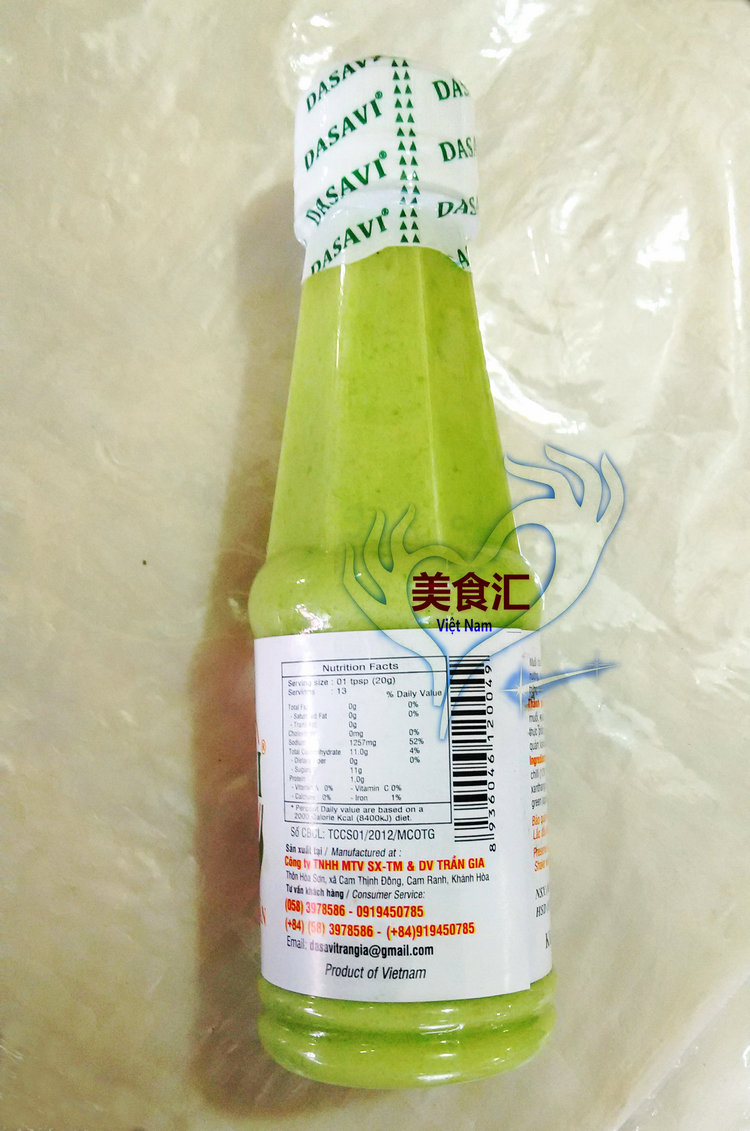 DASAVI
DASAVI®
DASAVI®
DASAVI®
DAS
DAS
DAS
美食汇
Việt Nam
Nutrition Facts
Serving size : 01 tpsp (20g)
Servings : 13
% Daily Value
Total Fat 0g 0%
- Saturated Fat 0g 0%
- Trans Fat 0g
Cholesterol 0mg 0%
Sodium 1257mg 52%
Total Carbohydrate 11.0g 4%
- Dietary Fiber 0g 0%
- Sugar 11g
Protein 1.0g
- Vitamin A 0% - Vitamin C 0%
- Calcium 0% - Iron 1%
* Percent Daily value are based on a
2000 Calorie Kcal (8400kJ) diet.
8 936046 120049
Số CBCL: TCCS01/2012/MCOTG
Sản xuất tại / Manufactured at :
Công ty TNHH MTV SX-TM & DV TRẦN GIA
Thôn Hòa Sơn, xã Cam Thịnh Đông, Cam Ranh, Khánh Hòa
Tư vấn khách hàng / Consumer Service:
(058) 3978586 - 0919450785
(+84) (58) 3978586 - (+84)919450785
Email: dasavitrangia@gmail.com
Product of Vietnam